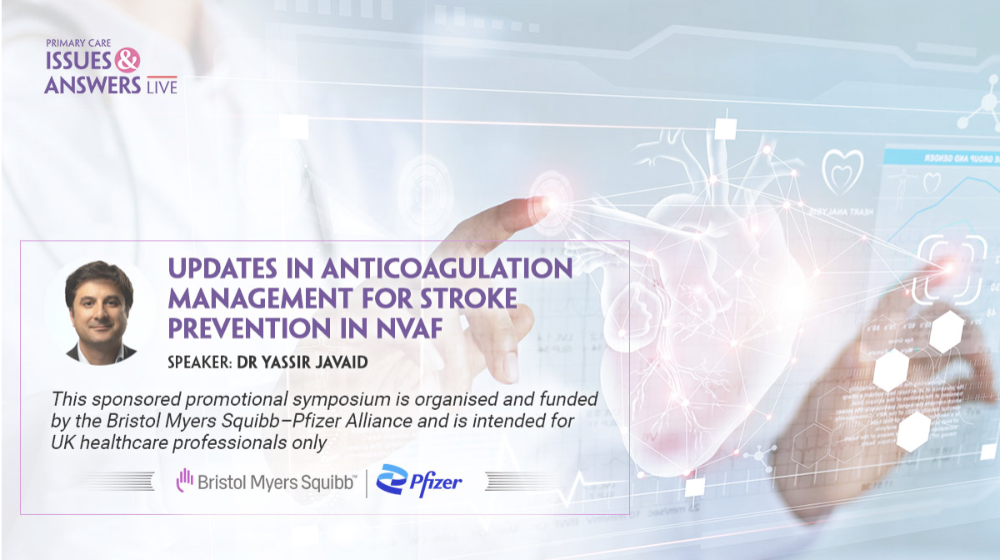 PRIMARY CARE
ISSUES &
ANSWERS LIVE
HEART ANALYSIS
UPDATES IN ANTICOAGULATION
MANAGEMENT FOR STROKE
PREVENTION IN NVAF
SPEAKER: DR YASSIR JAVAID
This sponsored promotional symposium is organised and funded
by the Bristol Myers Squibb–Pfizer Alliance and is intended for
UK healthcare professionals only
Bristol Myers Squibb™ | Pfizer